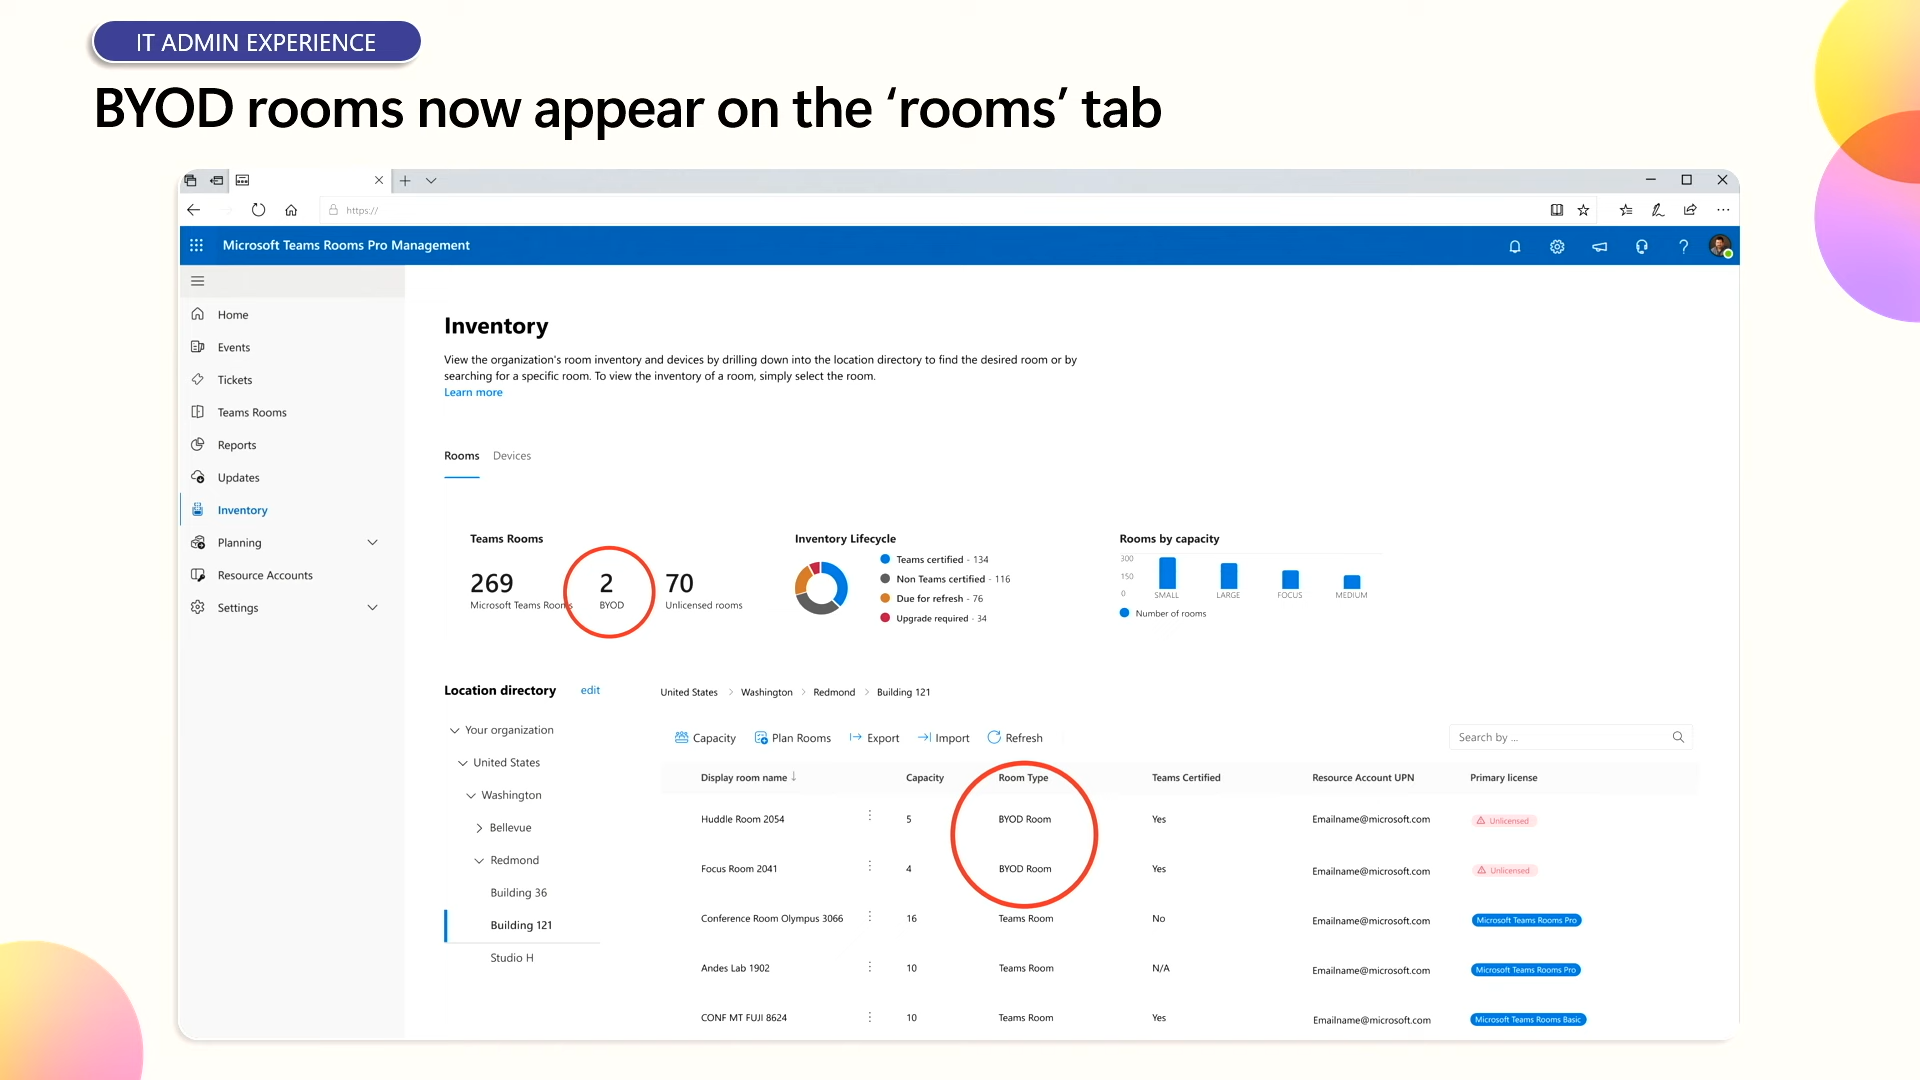 IT ADMIN EXPERIENCE
BYOD rooms now appear on the ‘rooms’ tab
https://
Microsoft Teams Rooms Pro Management
?
Home
Events
Tickets
Teams Rooms
Reports
Updates
Inventory
Planning
Resource Accounts
Settings
Inventory
View the organization's room inventory and devices by drilling down into the location directory to find the desired room or by
searching for a specific room. To view the inventory of a room, simply select the room.
Learn more
Rooms Devices
Teams Rooms
269
Microsoft Teams Rooms
2
BYOD
70
Unlicensed rooms
Inventory Lifecycle
Teams certified - 134
Non Teams certified - 116
Due for refresh - 76
Upgrade required - 34
Rooms by capacity
300
150
0
SMALL LARGE FOCUS MEDIUM
Number of rooms
Location directory edit
Your organization
United States
Washington
Bellevue
Redmond
Building 36
Building 121
Studio H
United States > Washington > Redmond > Building 121
Capacity Plan Rooms Export Import Refresh
Search by ...
Display room name ↓ Capacity Room Type Teams Certified Resource Account UPN Primary license
Huddle Room 2054 5 BYOD Room Yes Emailname@microsoft.com Unlicensed
Focus Room 2041 4 BYOD Room Yes Emailname@microsoft.com Unlicensed
Conference Room Olympus 3066 16 Teams Room No Emailname@microsoft.com Microsoft Teams Rooms Pro
Andes Lab 1902 10 Teams Room N/A Emailname@microsoft.com Microsoft Teams Rooms Pro
CONF MT FUJI 8624 10 Teams Room Yes Emailname@microsoft.com Microsoft Teams Rooms Basic